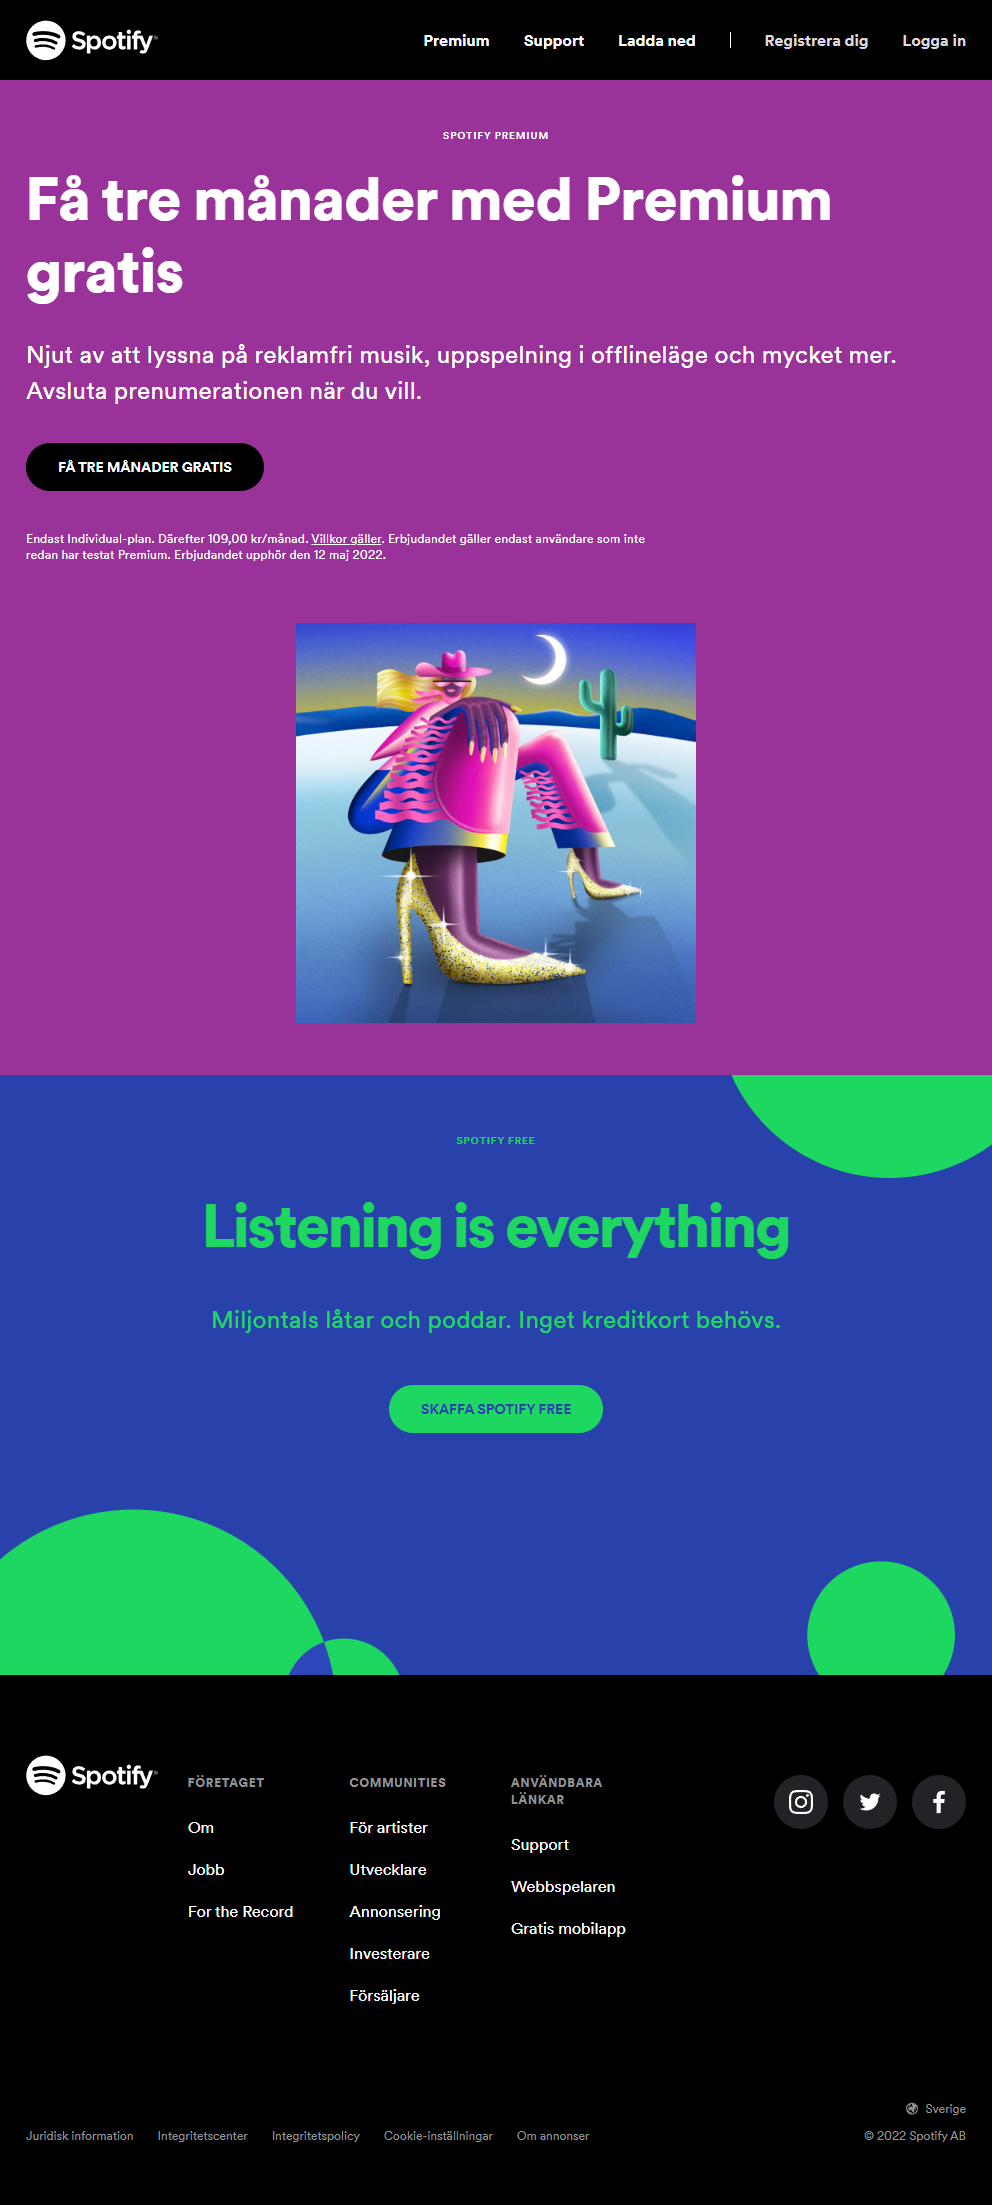 Spotify®
Premium Support Ladda ned | Registrera dig Logga in
SPOTIFY PREMIUM
Få tre månader med Premium
gratis
Njut av att lyssna på reklamfri musik, uppspelning i offlineläge och mycket mer.
Avsluta prenumerationen när du vill.
FÅ TRE MÅNADER GRATIS
Endast Individual-plan. Därefter 109,00 kr/månad. Villkor gäller. Erbjudandet gäller endast användare som inte
redan har testat Premium. Erbjudandet upphör den 12 maj 2022.
SPOTIFY FREE
Listening is everything
Miljontals låtar och poddar. Inget kreditkort behövs.
SKAFFA SPOTIFY FREE
Spotify®
FÖRETAGET
Om
Jobb
For the Record
COMMUNITIES
För artister
Utvecklare
Annonsering
Investerare
Försäljare
ANVÄNDBARA
LÄNKAR
Support
Webbspelaren
Gratis mobilapp
Sverige
Juridisk information Integritetscenter Integritetspolicy Cookie-inställningar Om annonser
© 2022 Spotify AB